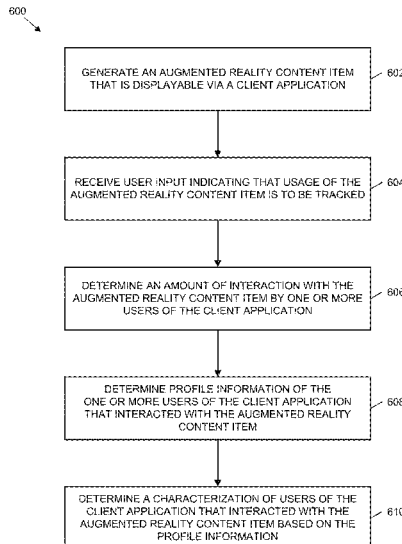 600
GENERATE AN AUGMENTED REALITY CONTENT ITEM
THAT IS DISPLAYABLE VIA A CLIENT APPLICATION
602
RECEIVE USER INPUT INDICATING THAT USAGE OF THE
AUGMENTED REALITY CONTENT ITEM IS TO BE TRACKED
604
DETERMINE AN AMOUNT OF INTERACTION WITH THE
AUGMENTED REALITY CONTENT ITEM BY ONE OR MORE
USERS OF THE CLIENT APPLICATION
606
DETERMINE PROFILE INFORMATION OF THE
ONE OR MORE USERS OF THE CLIENT APPLICATION
THAT INTERACTED WITH THE AUGMENTED REALITY
CONTENT ITEM
608
DETERMINE A CHARACTERIZATION OF USERS OF THE
CLIENT APPLICATION THAT INTERACTED WITH THE
AUGMENTED REALITY CONTENT ITEM BASED ON THE
PROFILE INFORMATION
610